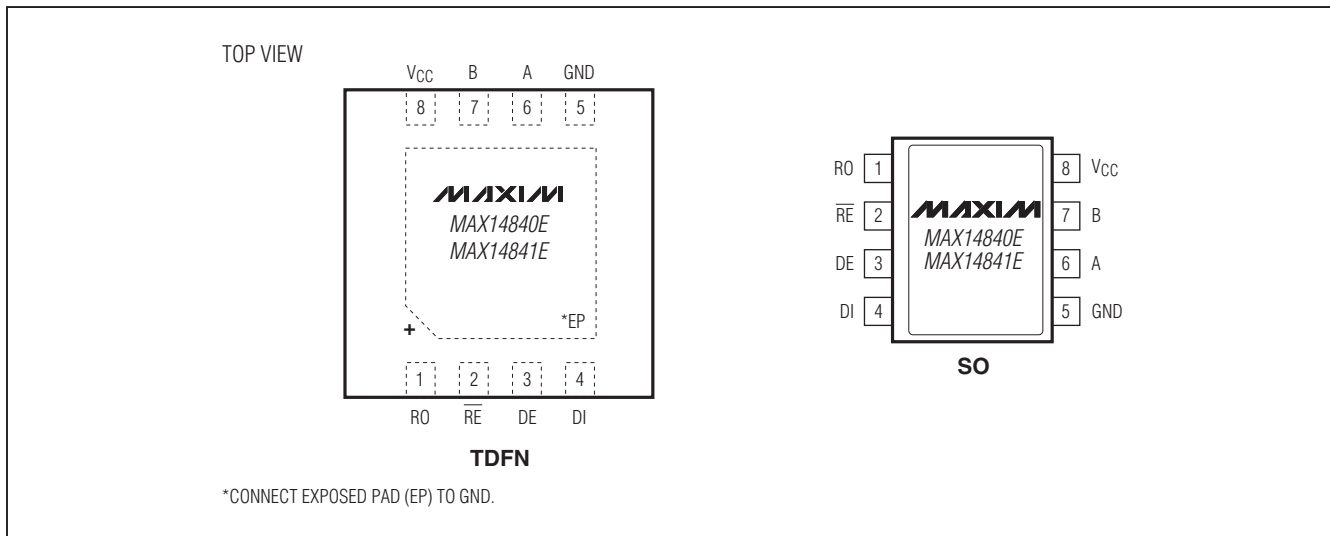 TOP VIEW
VCC B A GND
8 7 6 5
MAXIM
MAX14840E
MAX14841E
*EP
+
1 2 3 4
RO R̅E̅ DE DI
TDFN
*CONNECT EXPOSED PAD (EP) TO GND.
RO 1 8 VCC
R̅E̅ 2 7 B
DE 3 6 A
DI 4 5 GND
MAXIM
MAX14840E
MAX14841E
SO